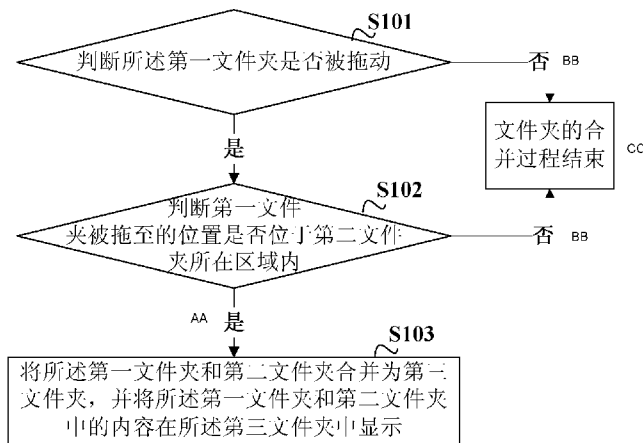 S101
判断所述第一文件夹是否被拖动
否 BB
文件夹的合
并过程结束
CC
是
S102
判断第一文件
夹被拖至的位置是否位于第二文件
夹所在区域内
否 BB
AA 是
S103
将所述第一文件夹和第二文件夹合并为第三
文件夹，并将所述第一文件夹和第二文件夹
中的内容在所述第三文件夹中显示